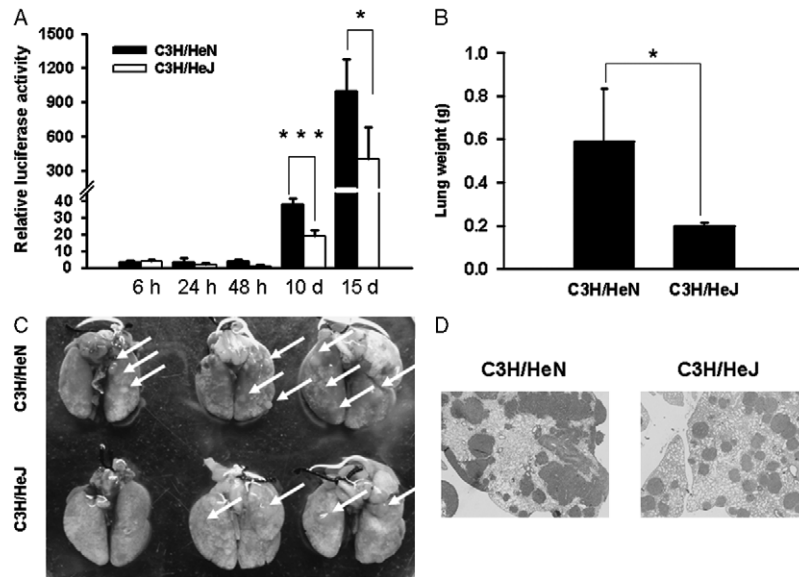 A
Relative luciferase activity
1500
1200
900
600
300
40
30
20
10
0
C3H/HeN
C3H/HeJ
* * *
*
6 h 24 h 48 h 10 d 15 d
B
Lung weight (g)
1.0
0.8
0.6
0.4
0.2
0.0
*
C3H/HeN C3H/HeJ
C
C3H/HeN
C3H/HeJ
D
C3H/HeN C3H/HeJ